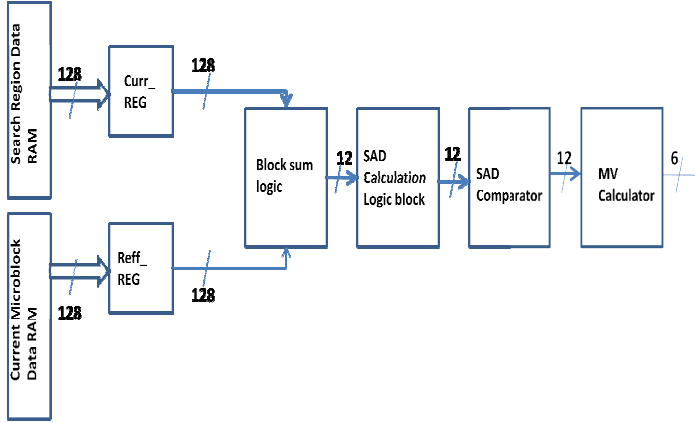 Search Region Data
RAM
128
Curr_
REG
128
Block sum
logic
12
SAD
Calculation
Logic block
12
SAD
Comparator
12
MV
Calculator
6
Current Microblock
Data RAM
128
Reff_
REG
128